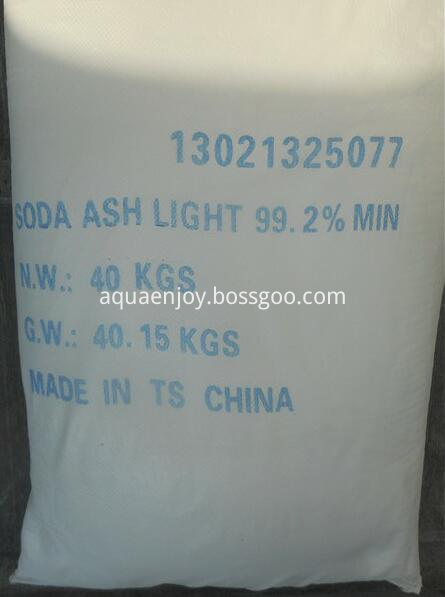 13021325077
SODA ASH LIGHT 99.2% MIN
N.W.: 40 KGS
aquaenjoy.bossgoo.com
G.W.: 40.15 KGS
MADE IN TS CHINA